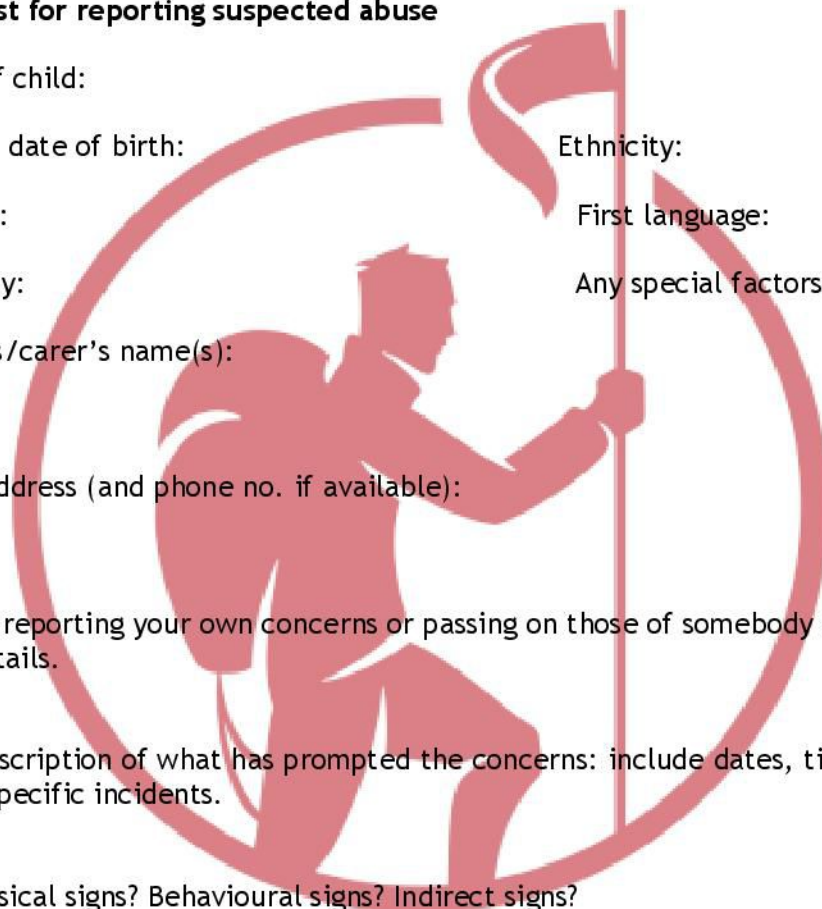 st for reporting suspected abuse
f child:
date of birth: Ethnicity:
: First language:
y: Any special factors
s/carer's name(s):
ddress (and phone no. if available):
reporting your own concerns or passing on those of somebody
tails.
scription of what has prompted the concerns: include dates, ti
pecific incidents.
sical signs? Behavioural signs? Indirect signs?